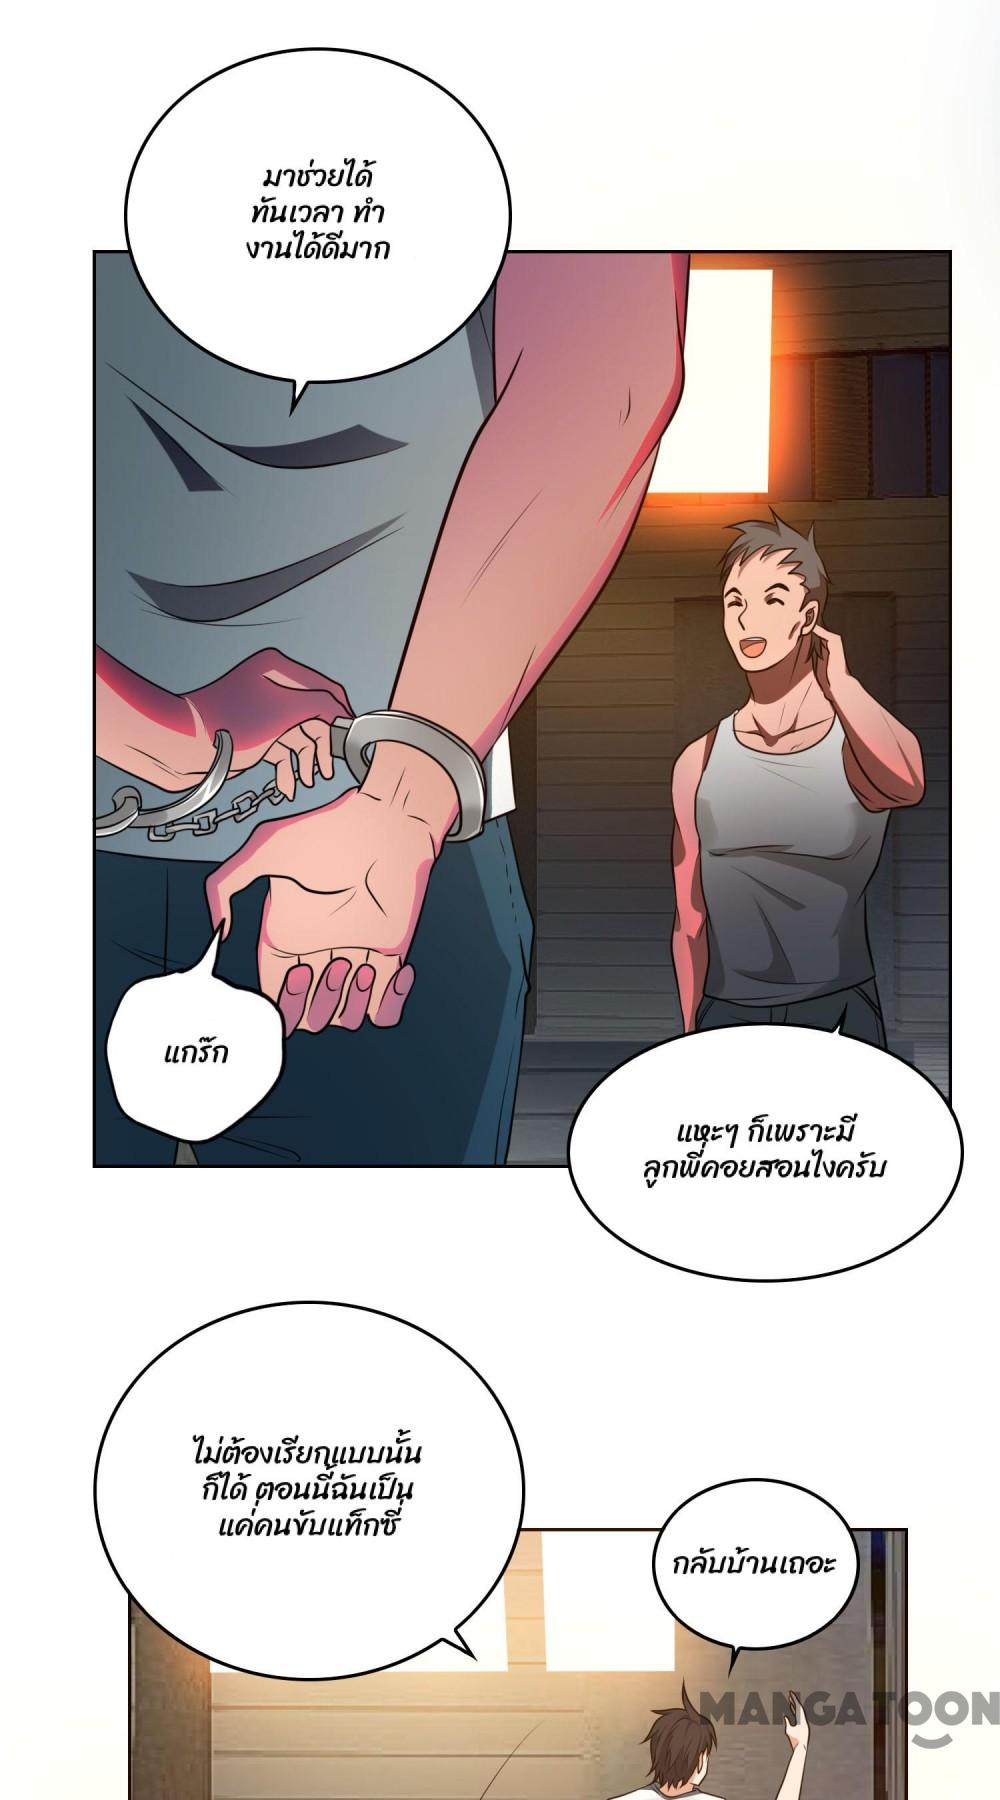 มาช่วยได้
ทันเวลา ทำ
งานได้ดีมาก
แกร๊ก
แหะๆ ก็เพราะมี
ลูกพี่คอยสอนไงครับ
ไม่ต้องเรียกแบบนั้น
ก็ได้ ตอนนี้ฉันเป็น
แค่คนขับแท็กซี่
กลับบ้านเถอะ
MANGATOON